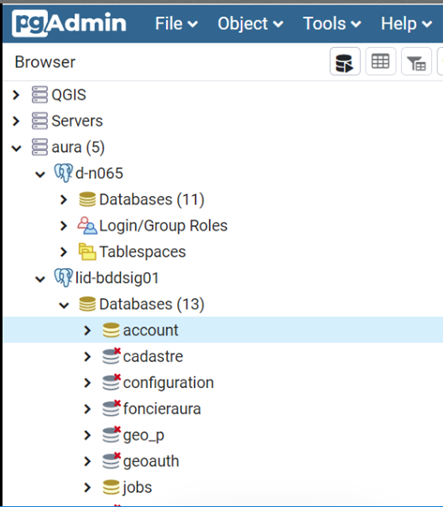 pgAdmin File Object Tools Help
Browser
QGIS
Servers
aura (5)
d-n065
Databases (11)
Login/Group Roles
Tablespaces
lid-bddsig01
Databases (13)
account
cadastre
configuration
foncieraura
geo_p
geoauth
jobs